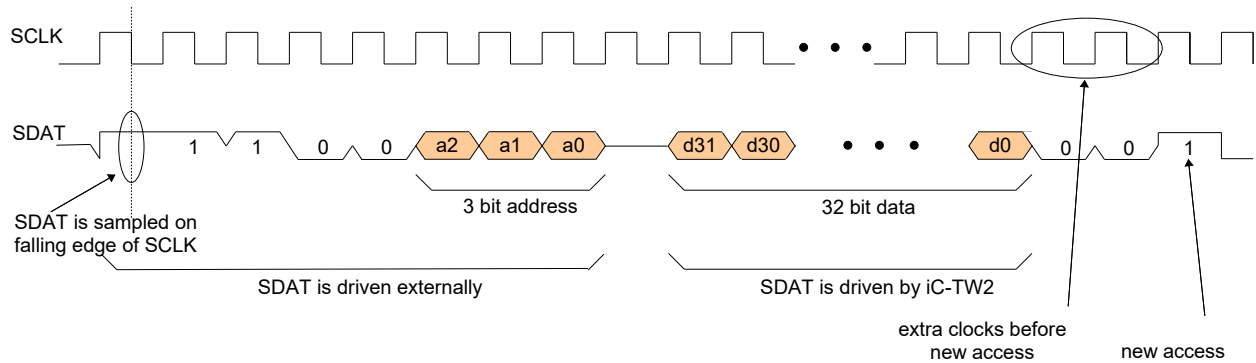 SCLK
SDAT
1 1 0 0 a2 a1 a0 d31 d30 d0 0 0 1
3 bit address
32 bit data
SDAT is sampled on
falling edge of SCLK
SDAT is driven externally
SDAT is driven by iC-TW2
extra clocks before
new access
new access